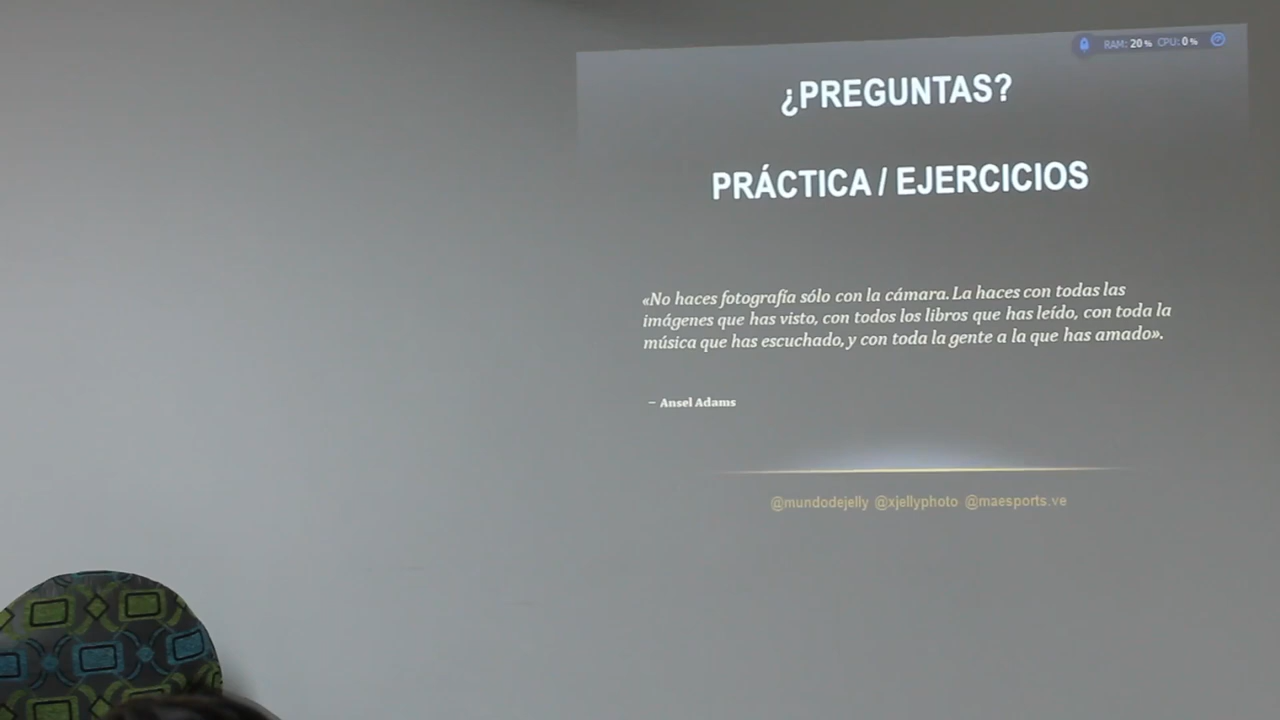 RAM: 20% CPU: 0%
¿PREGUNTAS?
PRÁCTICA / EJERCICIOS
«No haces fotografía sólo con la cámara. La haces con todas las
imágenes que has visto, con todos los libros que has leído, con toda la
música que has escuchado, y con toda la gente a la que has amado».
– Ansel Adams
@mundodejelly @xjellyphoto @maesports.ve